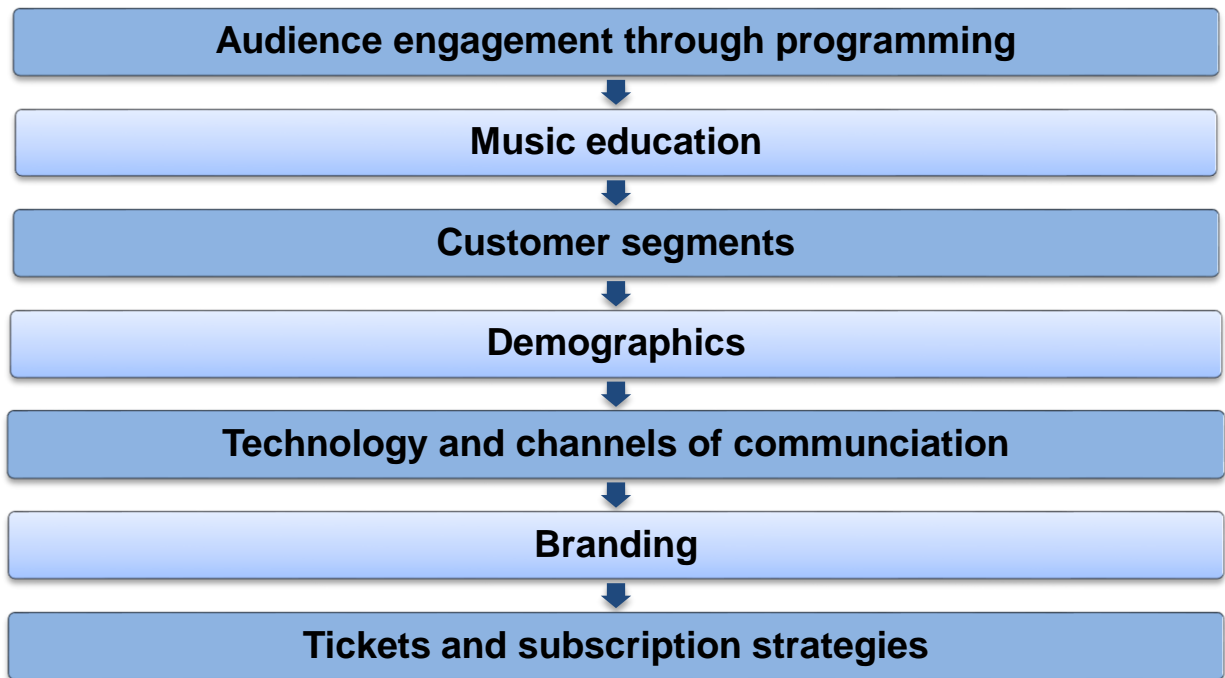 Audience engagement through programming
Music education
Customer segments
Demographics
Technology and channels of communciation
Branding
Tickets and subscription strategies